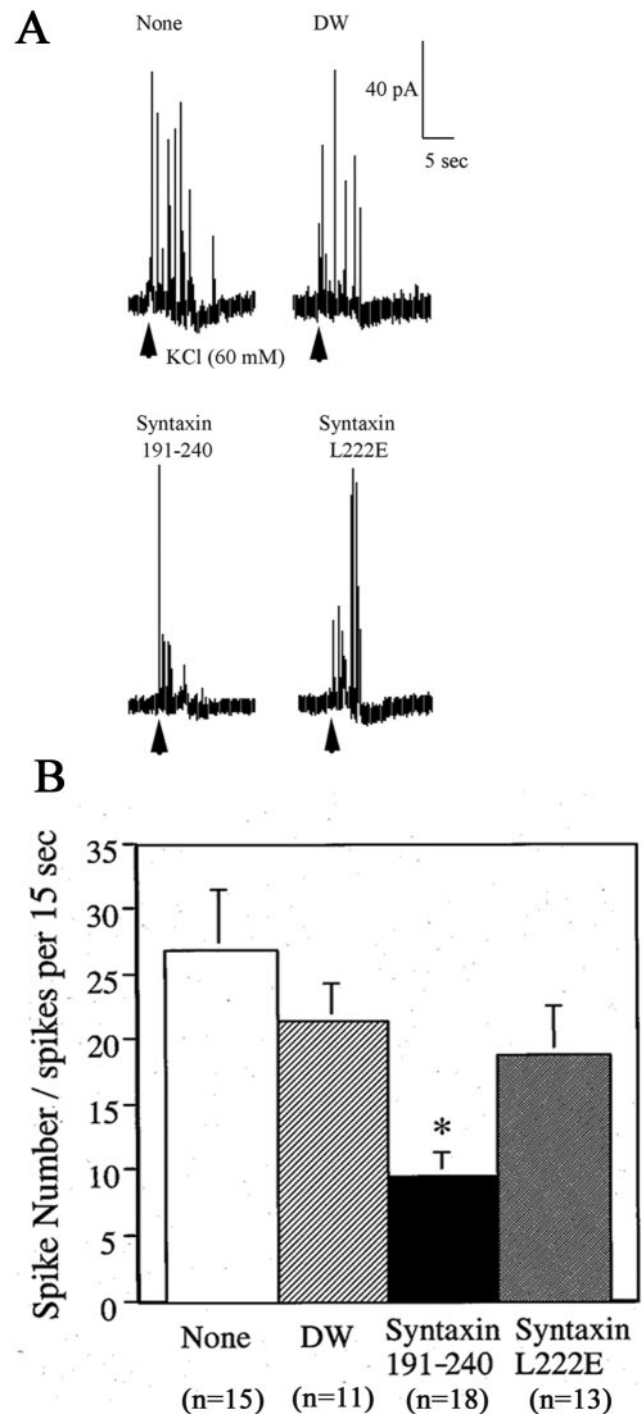 A
None
DW
40 pA
5 sec
KCl (60 mM)
Syntaxin
191-240
Syntaxin
L222E
B
Spike Number / spikes per 15 sec
35
30
25
20
15
10
5
0
*
None
DW
Syntaxin
191-240
Syntaxin
L222E
(n=15)
(n=11)
(n=18)
(n=13)